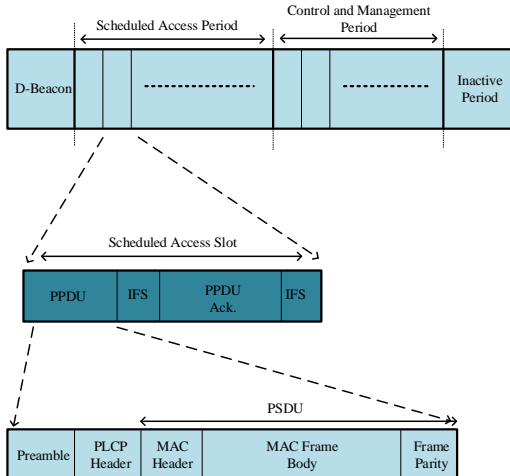 Scheduled Access Period
Control and Management
Period
D-Beacon
Inactive
Period
Scheduled Access Slot
PPDU
IFS
PPDU
Ack.
IFS
PSDU
Preamble
PLCP
Header
MAC
Header
MAC Frame
Body
Frame
Parity